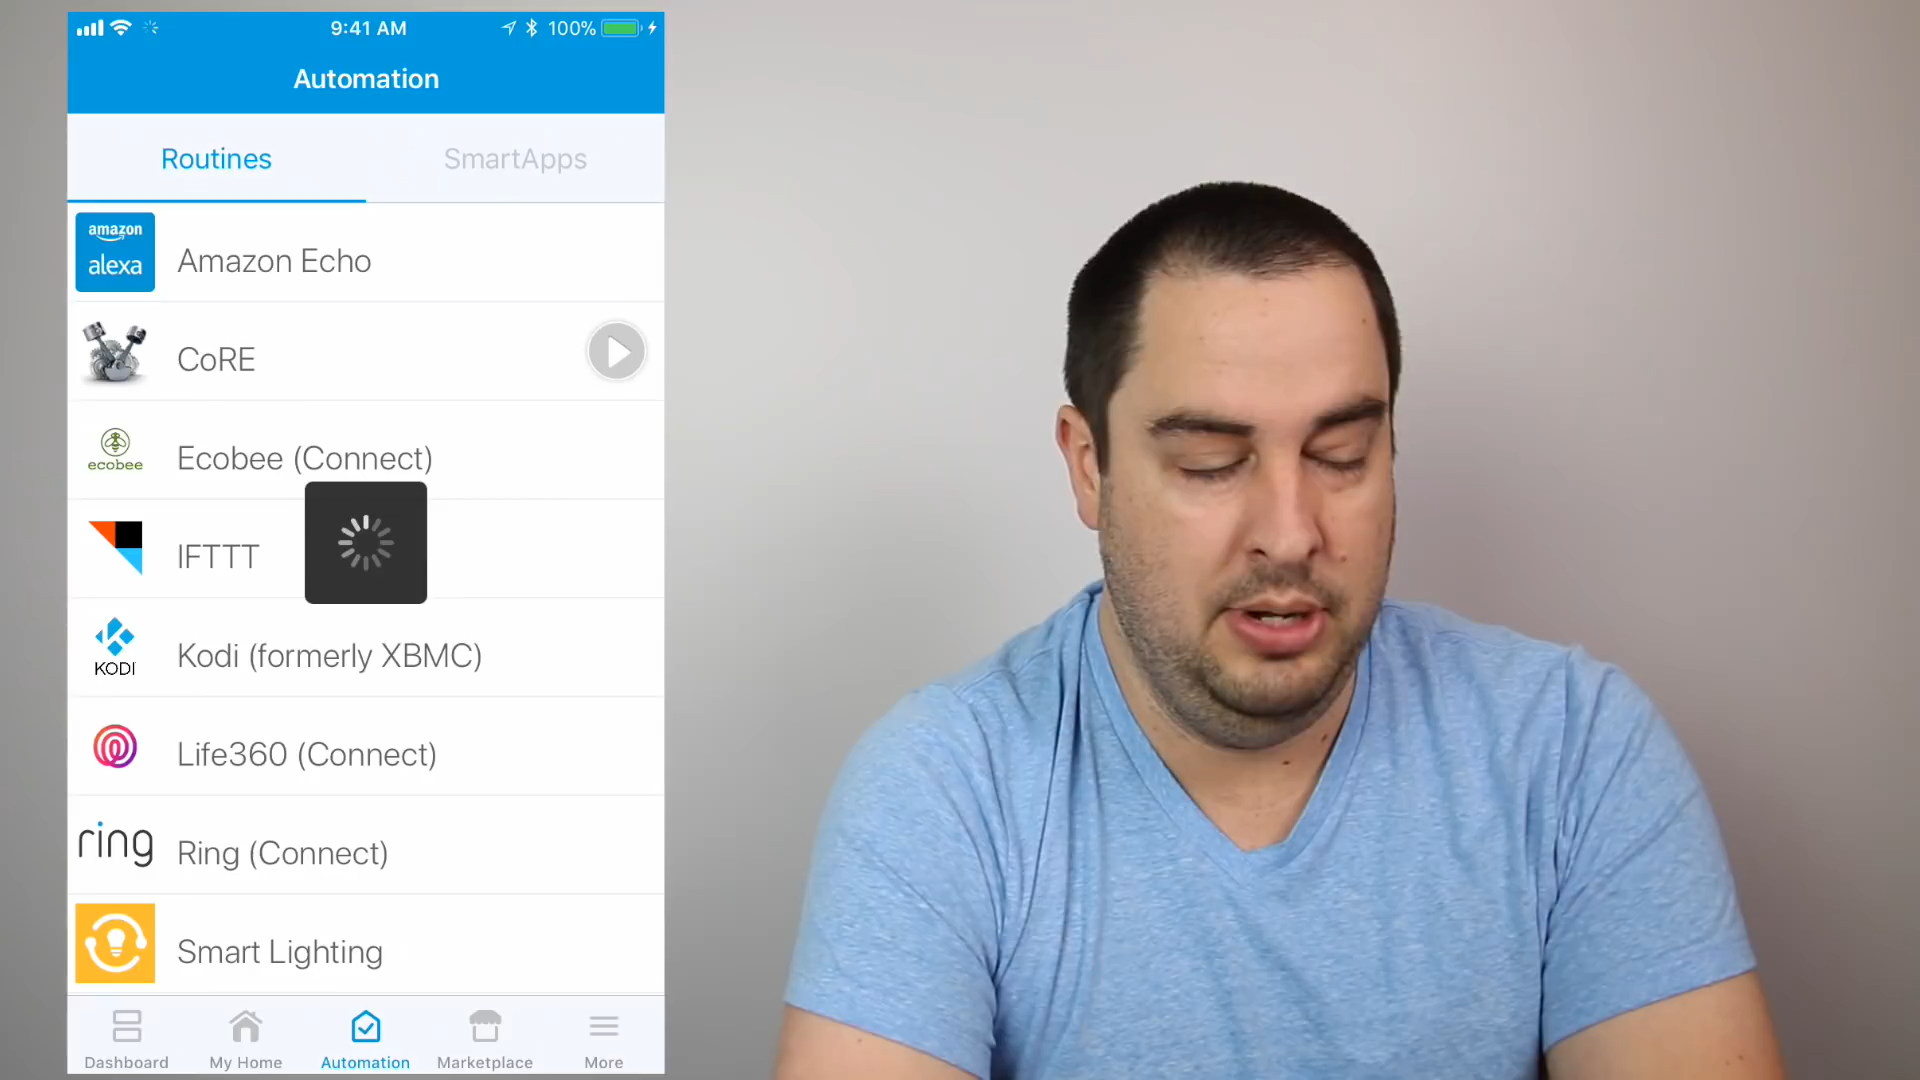 9:41 AM
100%
Automation
Routines
SmartApps
amazon
alexa
Amazon Echo
CoRE
ecobee
Ecobee (Connect)
IFTTT
KODI
Kodi (formerly XBMC)
Life360 (Connect)
ring
Ring (Connect)
Smart Lighting
Dashboard
My Home
Automation
Marketplace
More